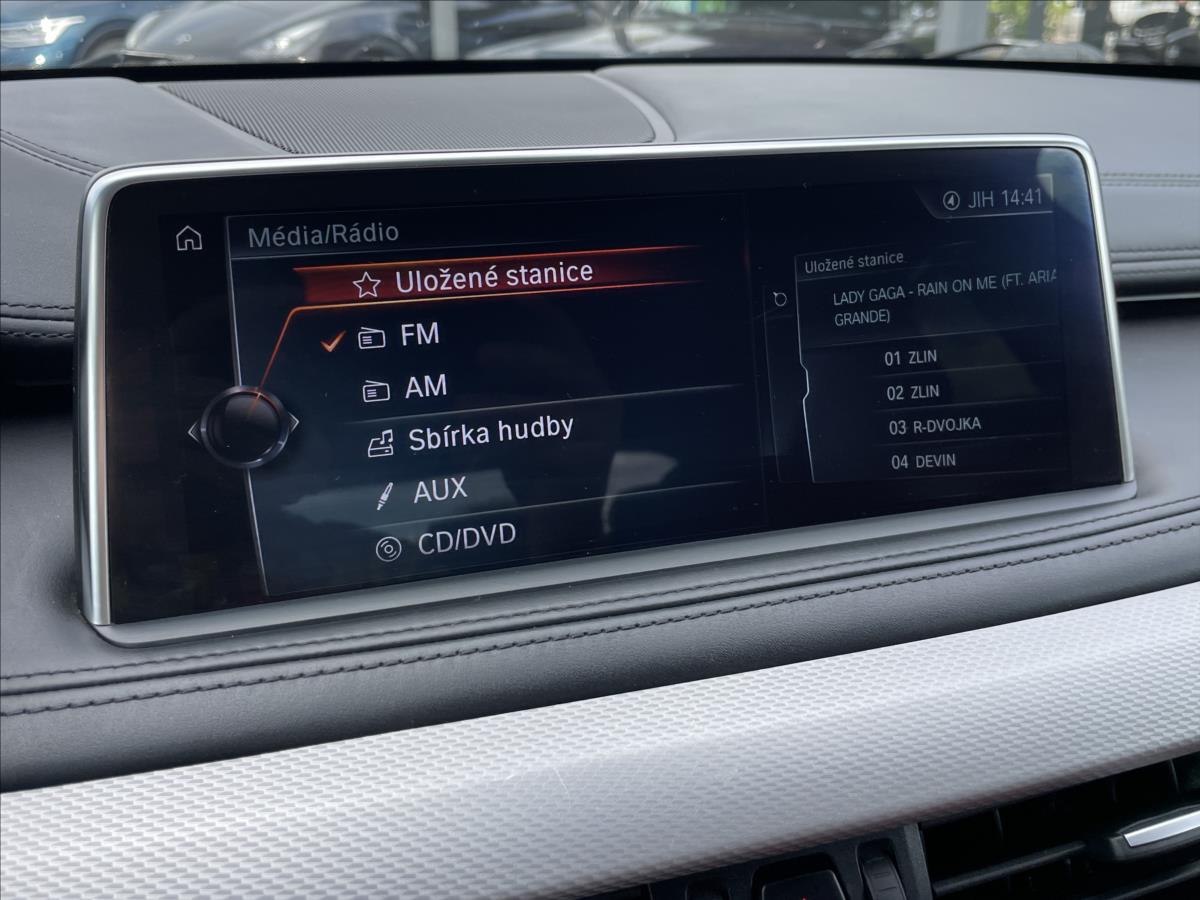 JIH 14:41
Média/Rádio
Uložené stanice
FM
AM
Sbírka hudby
AUX
CD/DVD
Uložené stanice
LADY GAGA - RAIN ON ME (FT. ARIA
GRANDE)
01 ZLIN
02 ZLIN
03 R-DVOJKA
04 DEVIN